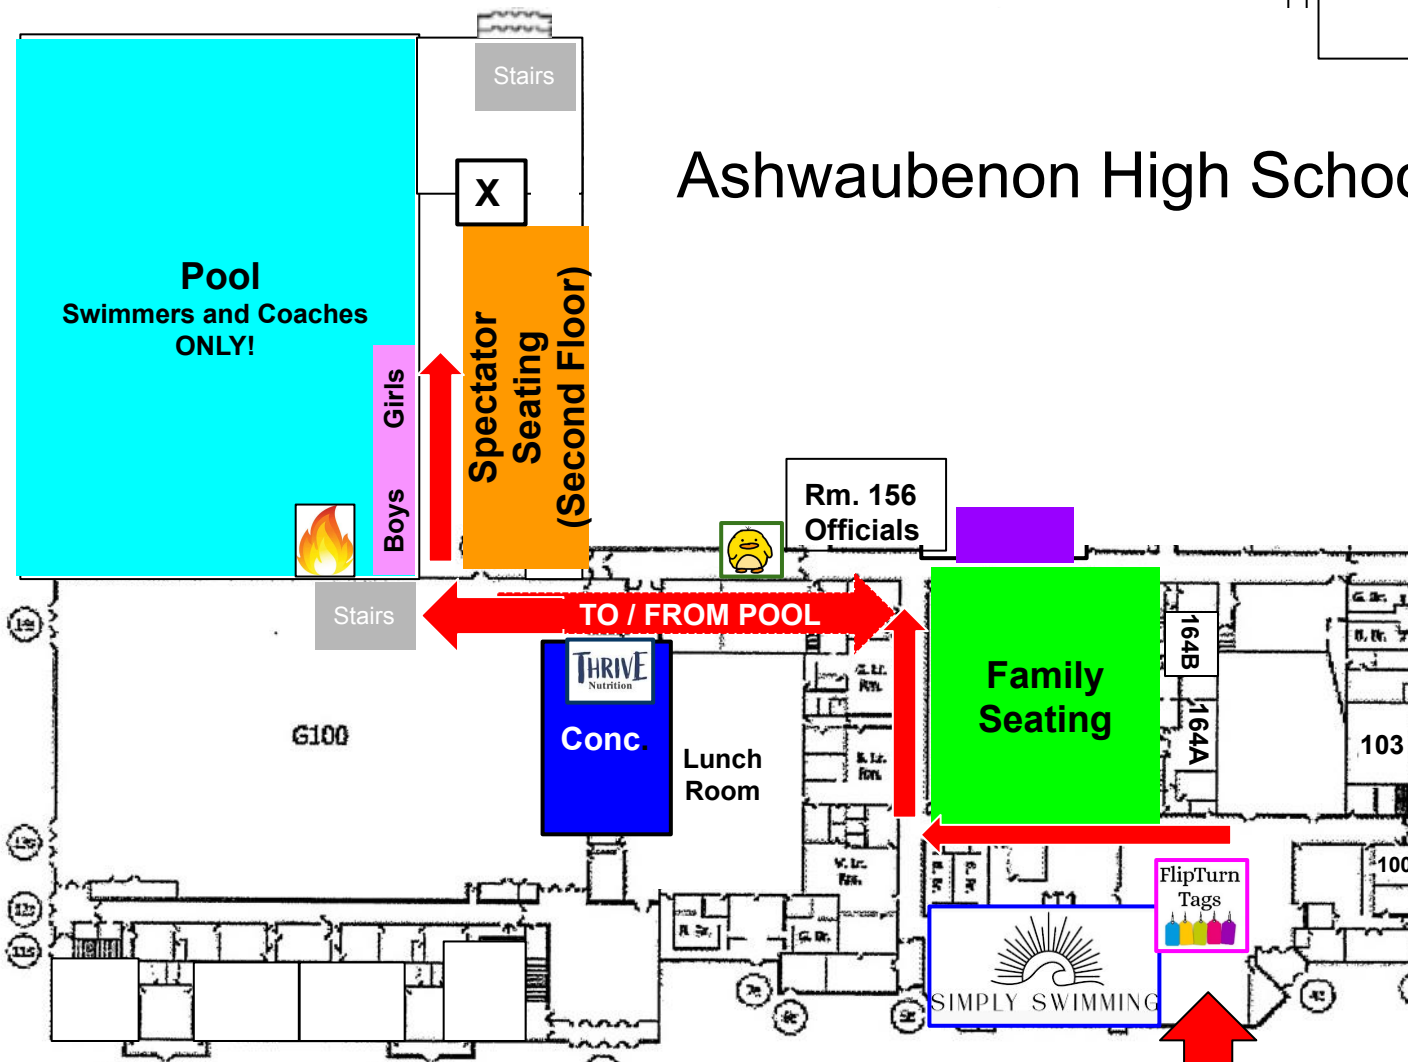 Stairs
Ashwaubenon High Schoo
X
Pool
Swimmers and Coaches
ONLY!
Girls
Boys
Spectator
Seating
(Second Floor)
Rm. 156
Officials
Stairs
TO / FROM POOL
THRIVE
Nutrition
Conc.
Lunch
Room
G100
Family
Seating
164B
164A
103
100
FlipTurn
Tags
SIMPLY SWIMMING